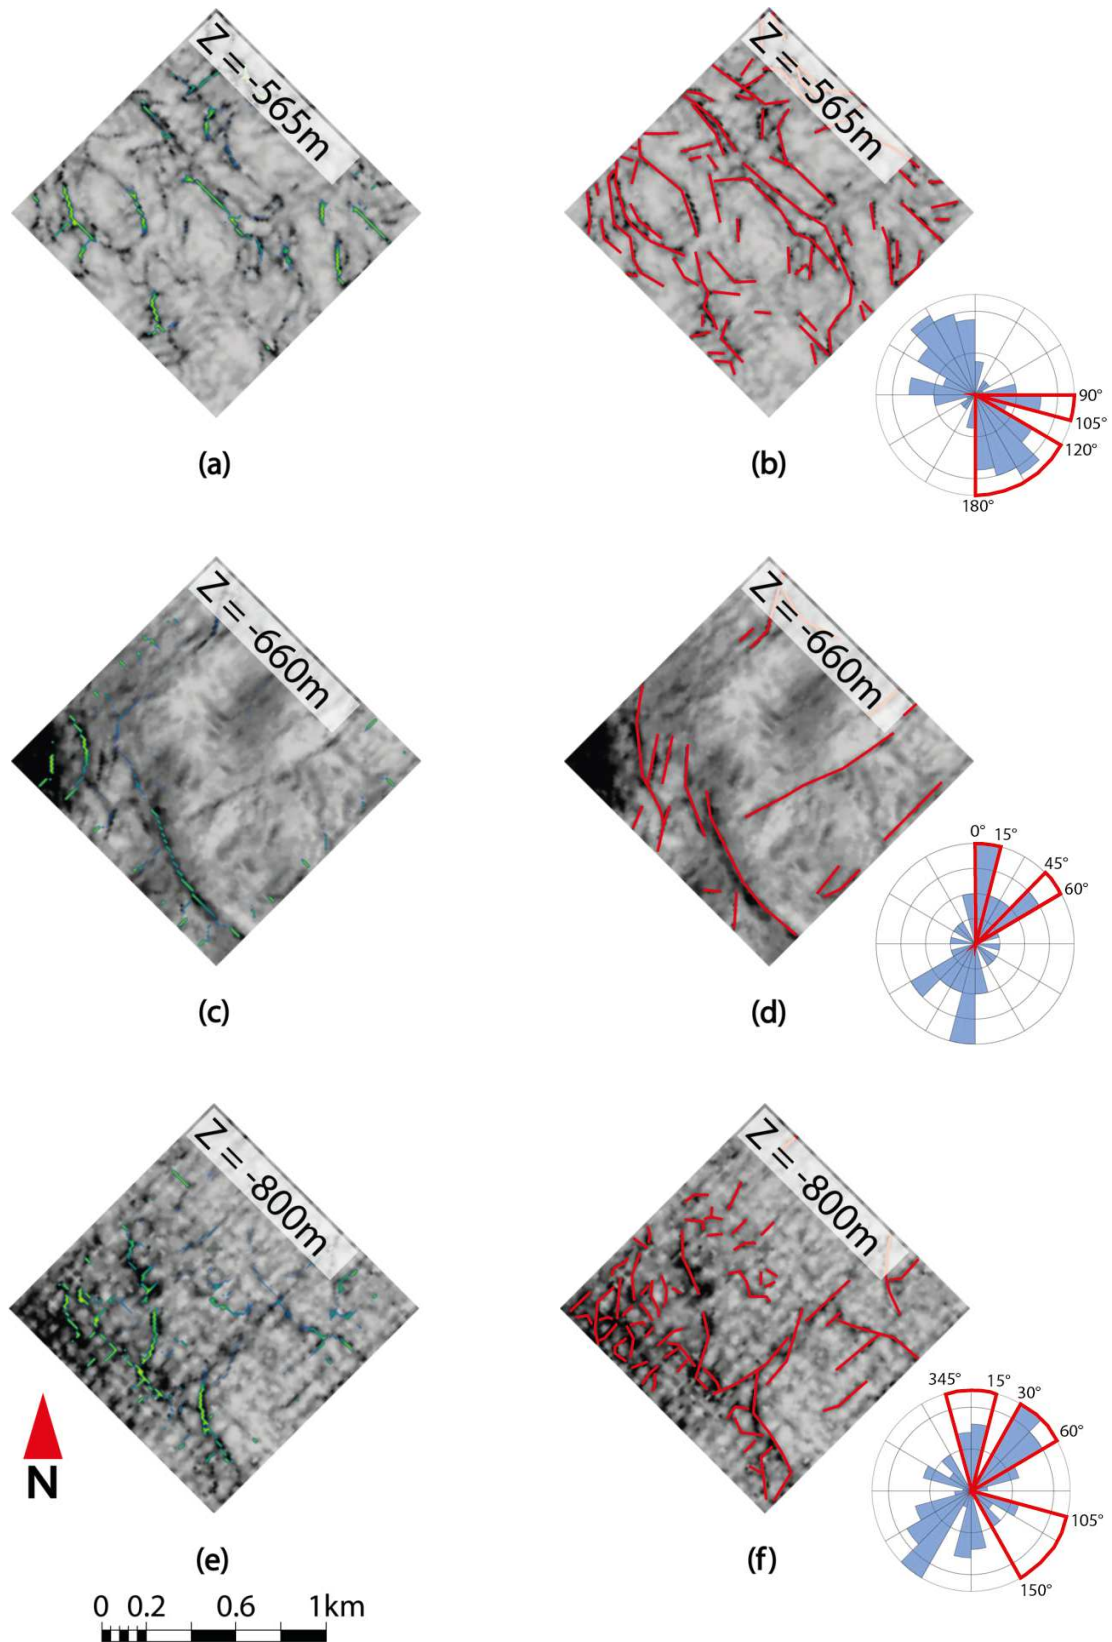 Z = -565m
Z = -565m
90°
105°
120°
180°
(a)
(b)
Z = -660m
Z = -660m
0°
15°
45°
60°
(c)
(d)
Z = -800m
Z = -800m
345°
15°
30°
60°
105°
150°
N
(e)
(f)
0 0.2 0.6 1km